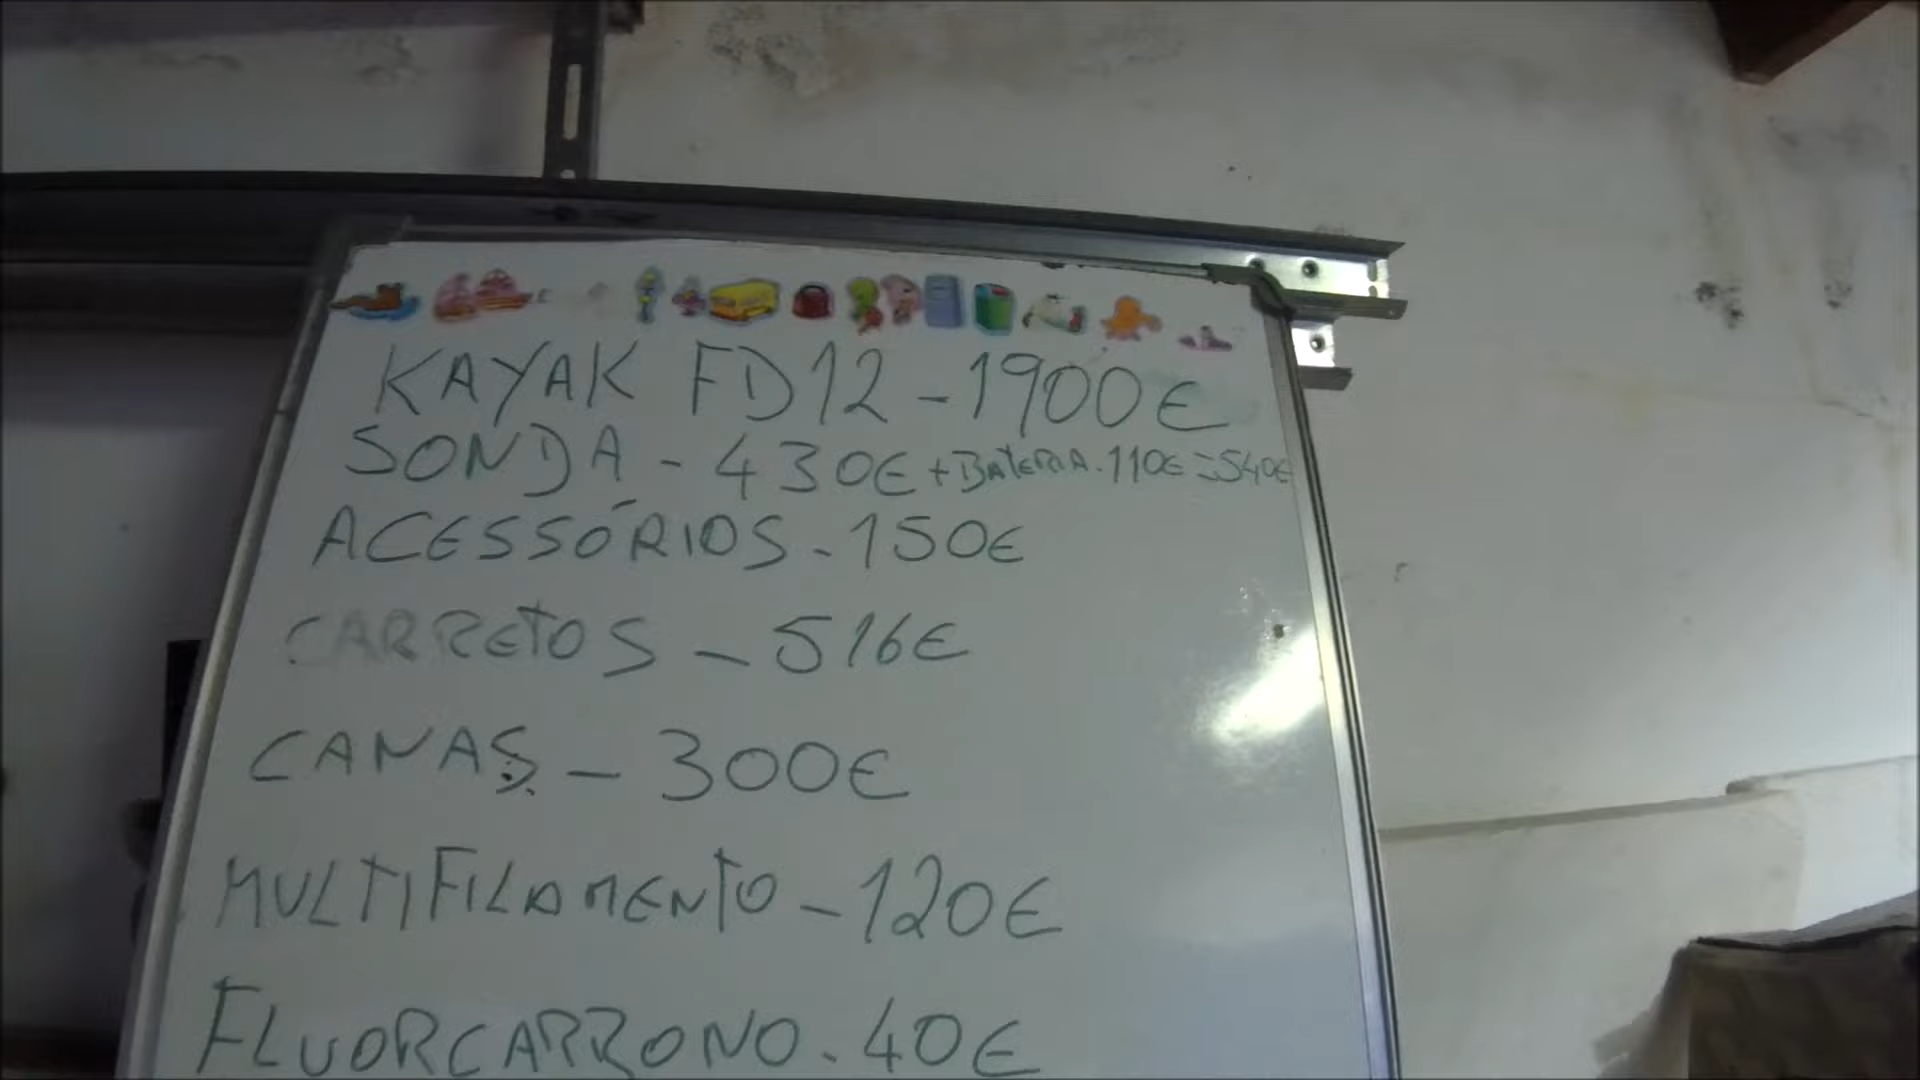 KAYAK FD12 - 1900€
SONDA - 430€ + BATERIA. 110€ = 540€
ACESSÓRIOS - 150€
CARRETOS - 516€
CANAS - 300€
MULTIFILAMENTO - 120€
FLUORCARBONO - 40€